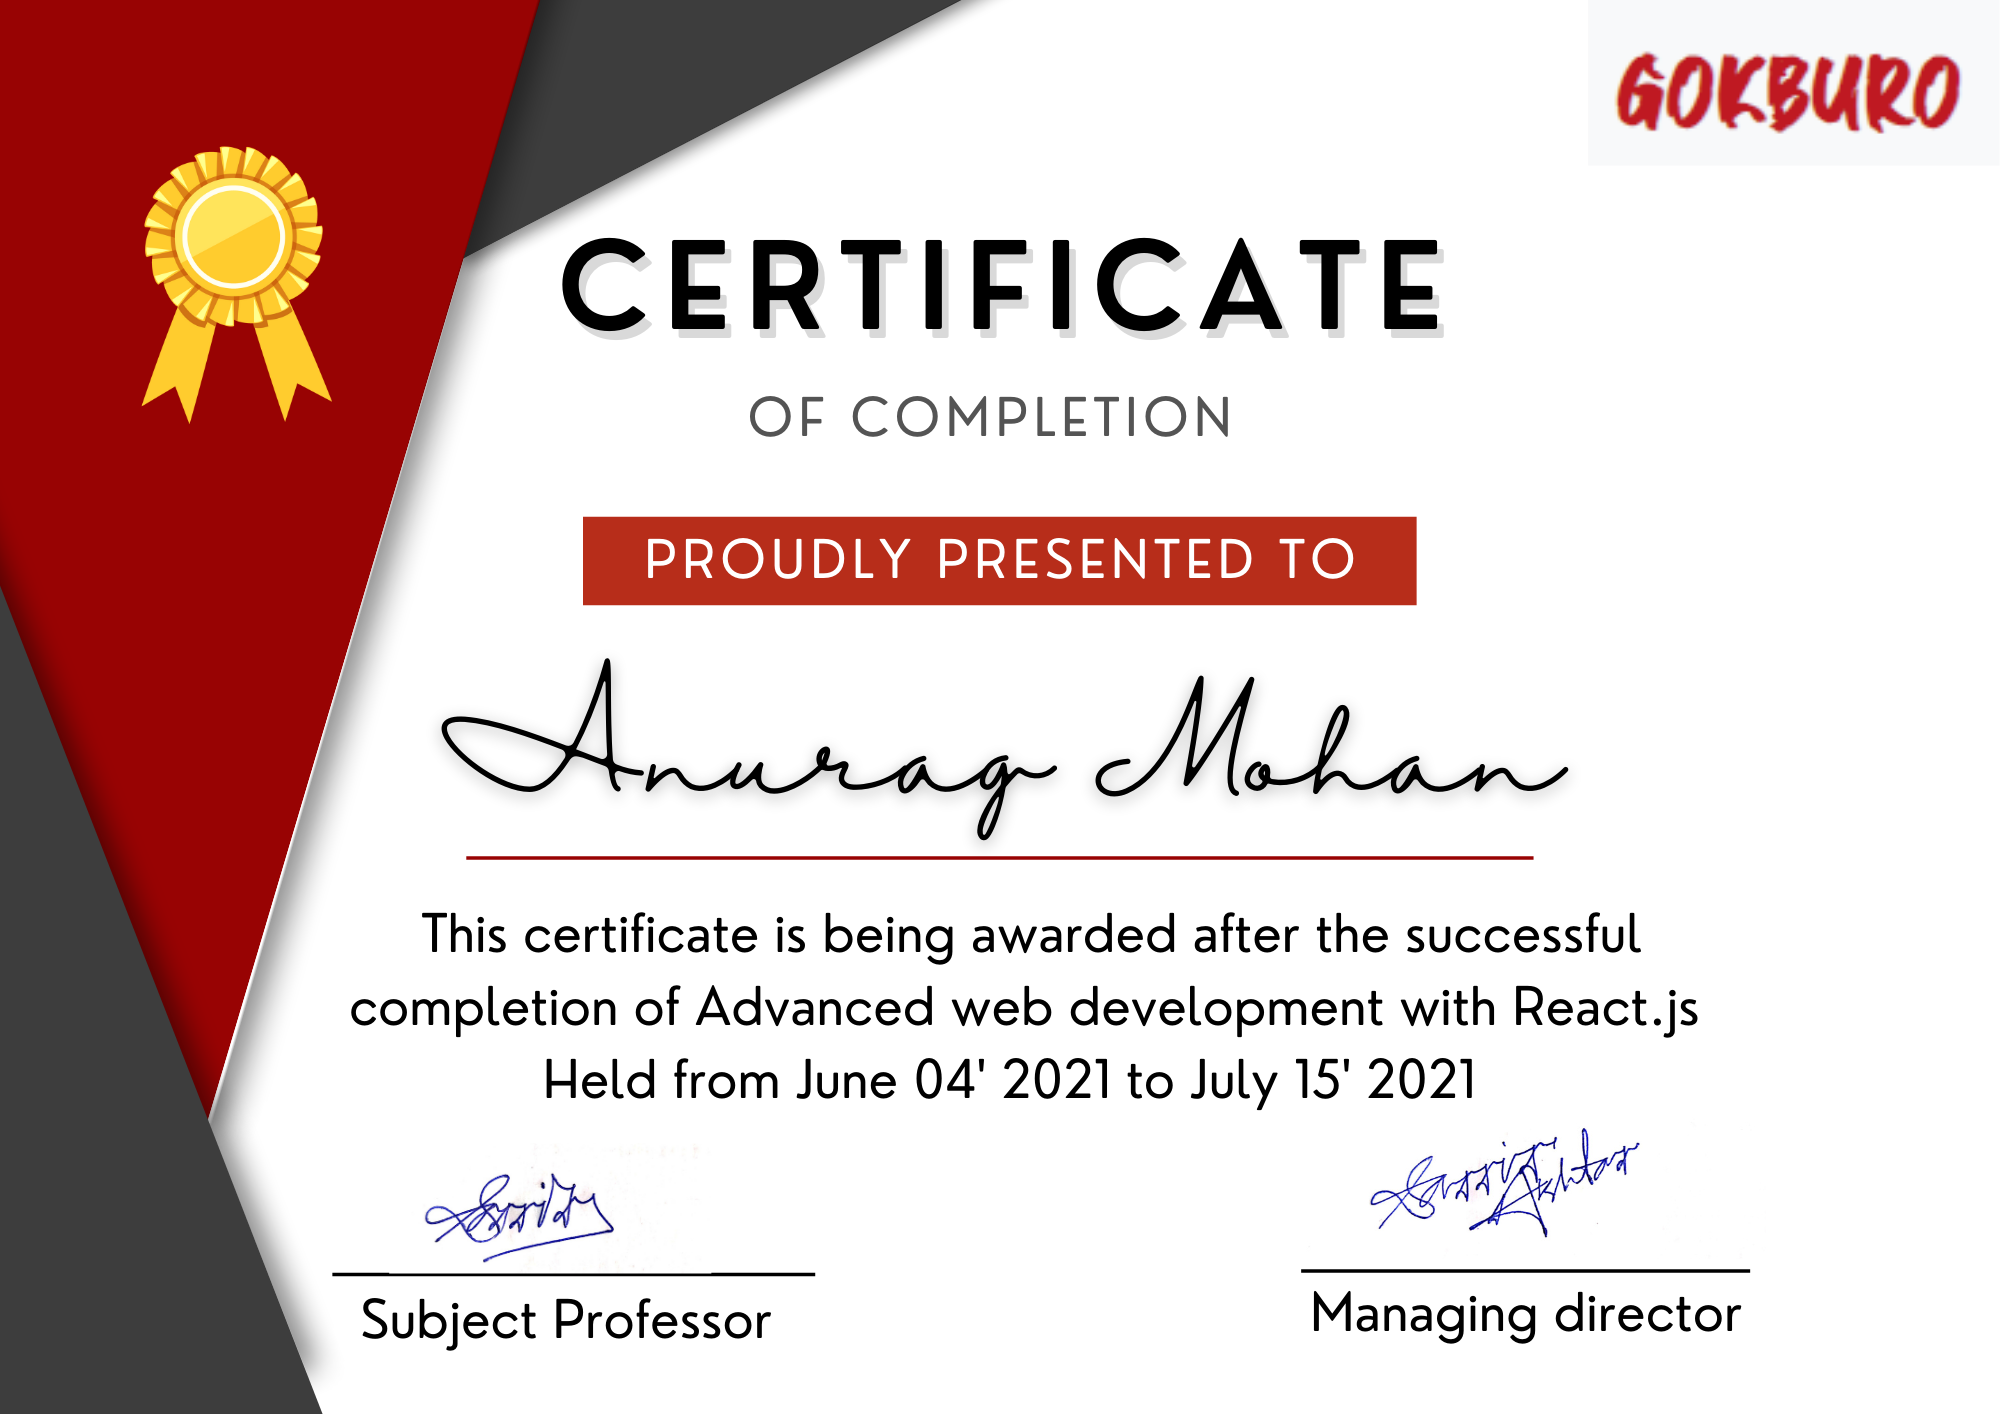 GOKBURO
CERTIFICATE
OF COMPLETION
PROUDLY PRESENTED TO
Anurag Mohan
This certificate is being awarded after the successful
completion of Advanced web development with React.js
Held from June 04' 2021 to July 15' 2021
Akhtar
Subject Professor
Managing director